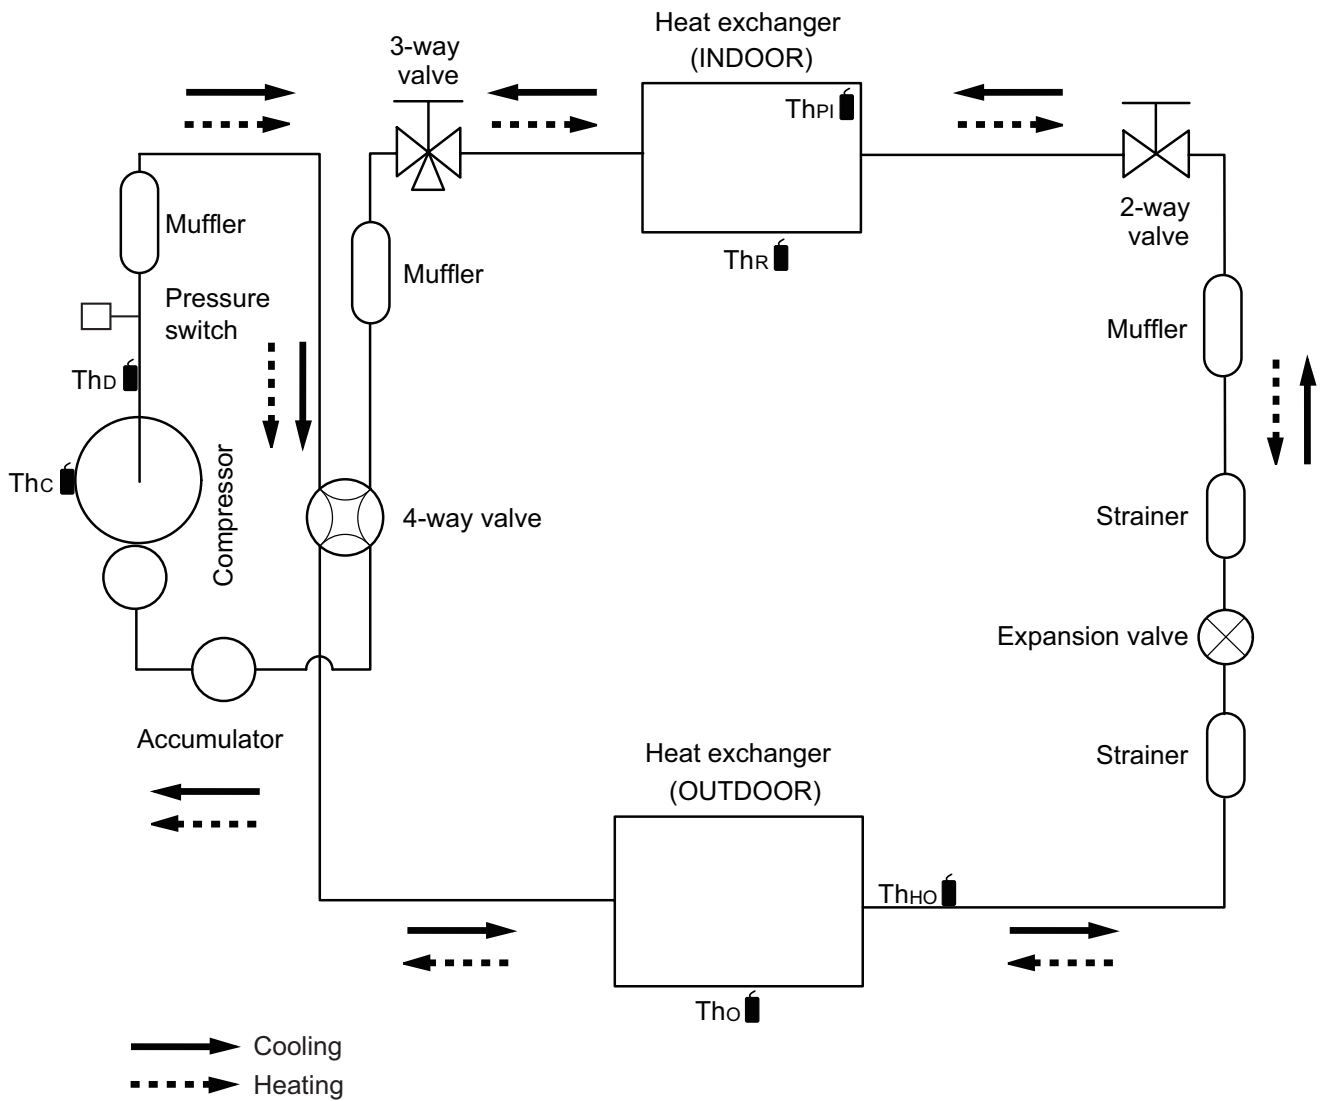 Heat exchanger
(INDOOR)
3-way
valve
ThPI
Muffler
2-way
valve
ThR
Muffler
Pressure
switch
Muffler
ThD
ThC
Compressor
4-way valve
Strainer
Expansion valve
Accumulator
Heat exchanger
(OUTDOOR)
Strainer
ThHO
ThO
Cooling
Heating